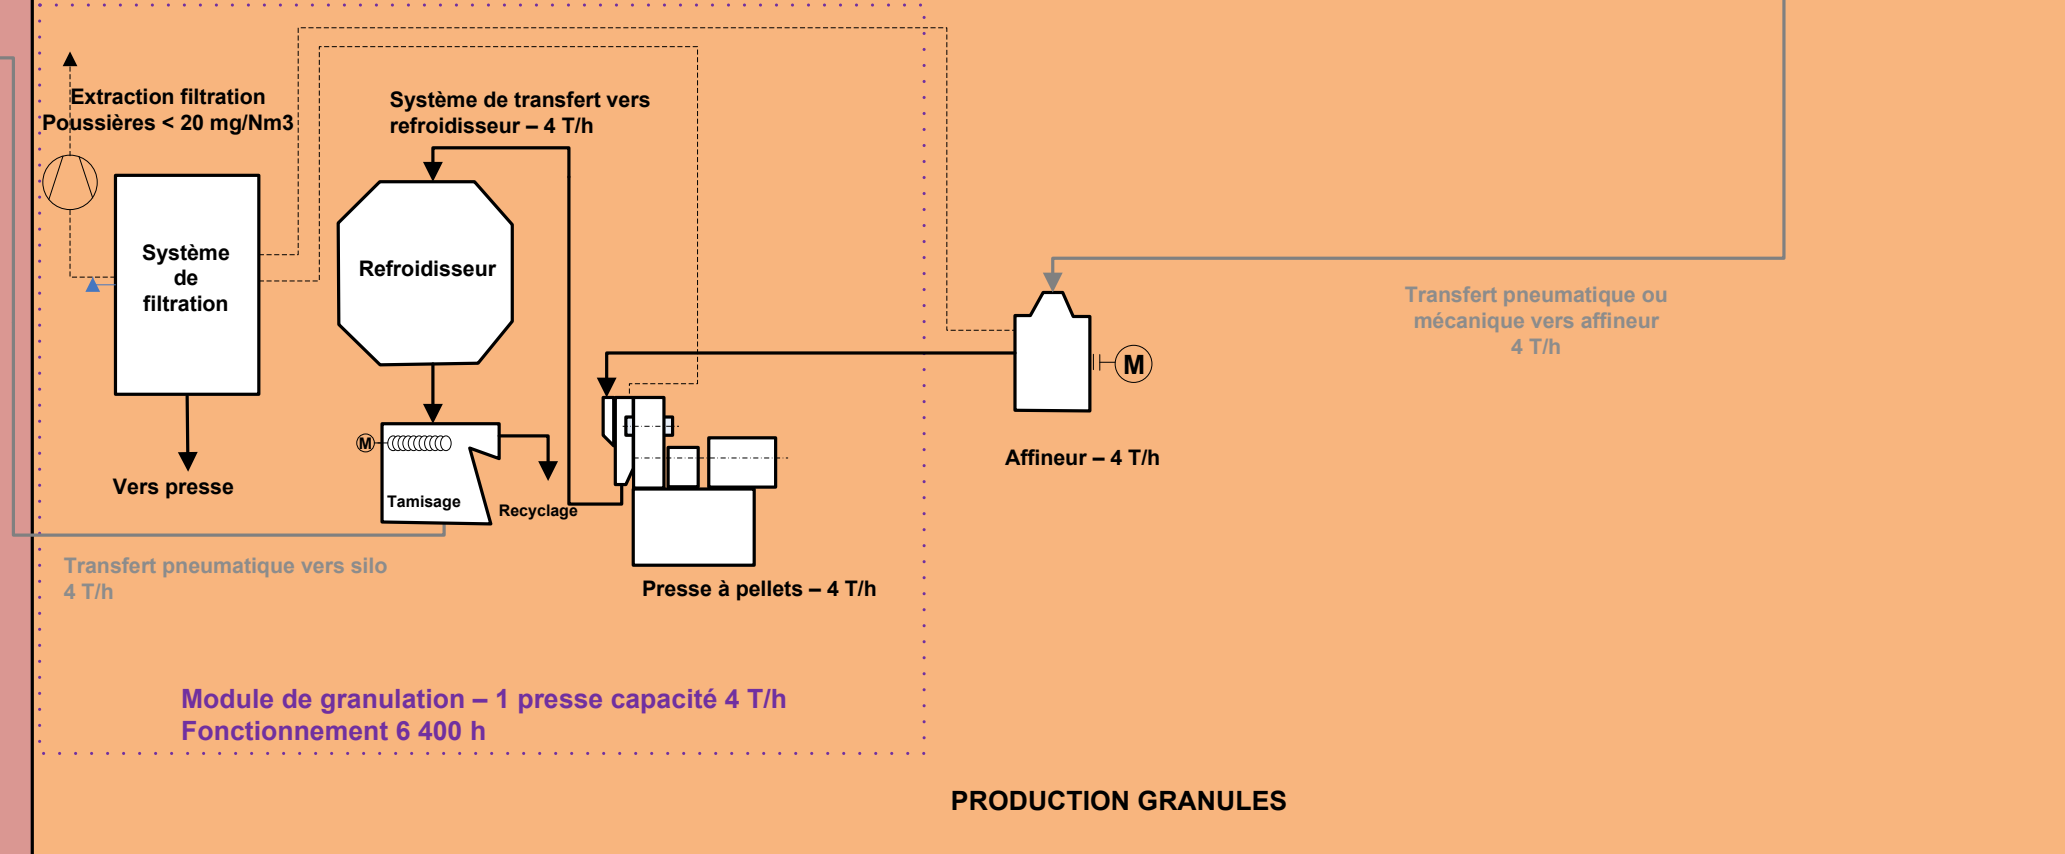 Extraction filtration
Poussières < 20 mg/Nm3
Système de transfert vers
refroidisseur – 4 T/h
Système
de
filtration
Refroidisseur
Transfert pneumatique ou
mécanique vers affineur
4 T/h
M
Affineur – 4 T/h
M
Tamisage
Recyclage
Vers presse
Transfert pneumatique vers silo
4 T/h
Presse à pellets – 4 T/h
Module de granulation – 1 presse capacité 4 T/h
Fonctionnement 6 400 h
PRODUCTION GRANULES